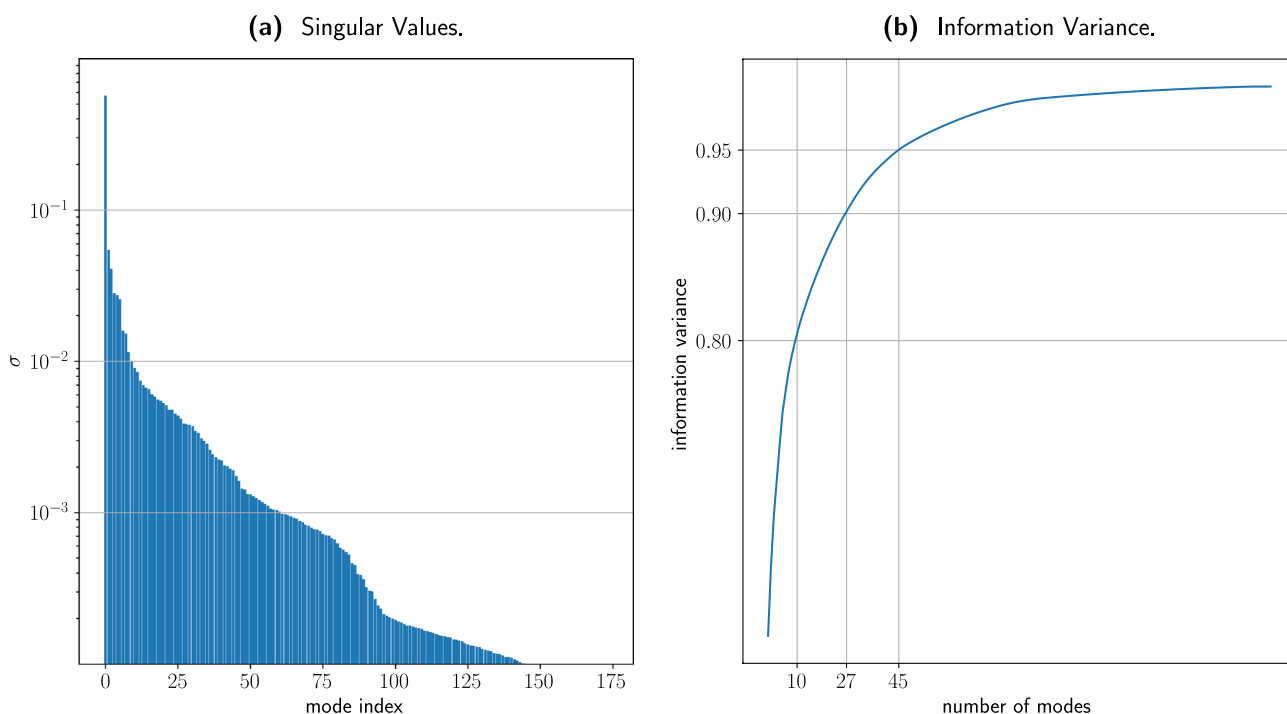 (a) Singular Values.
10⁻¹
10⁻²
10⁻³
σ
0 25 50 75 100 125 150 175
mode index
(b) Information Variance.
0.95
0.90
0.80
information variance
10 27 45
number of modes